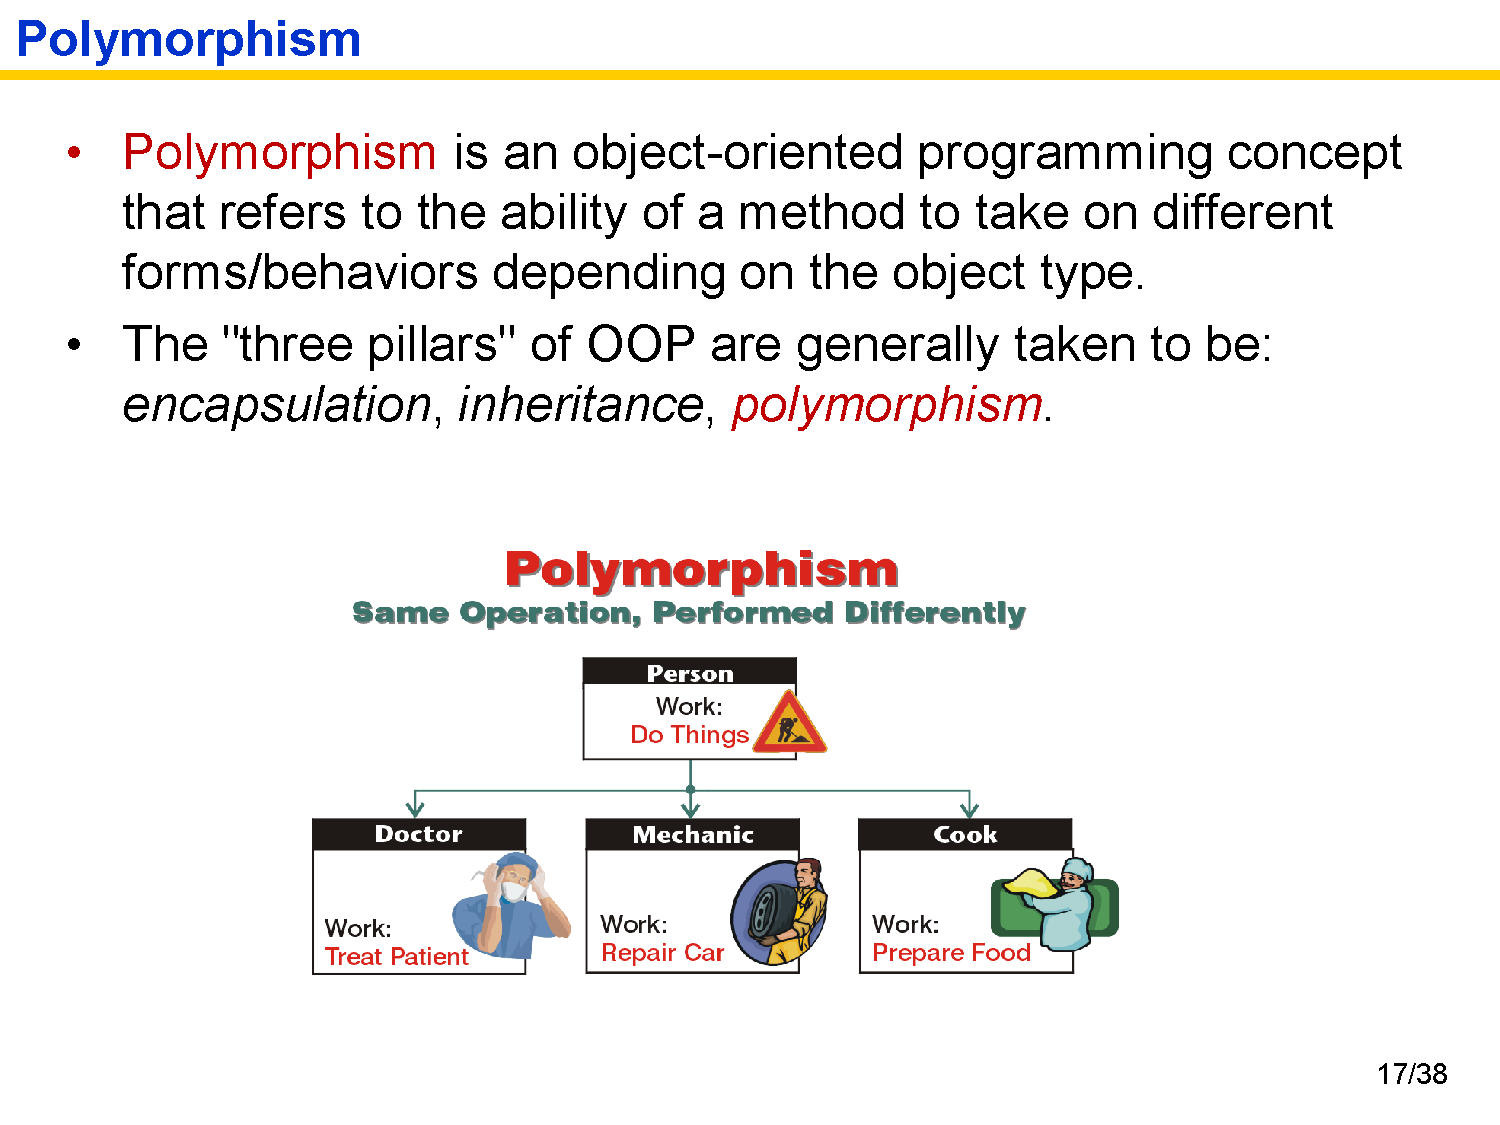 Polymorphism
• Polymorphism is an object-oriented programming concept
that refers to the ability of a method to take on different
forms/behaviors depending on the object type.
• The "three pillars" of OOP are generally taken to be:
encapsulation, inheritance, polymorphism.
Polymorphism
Same Operation, Performed Differently
Person
Work:
Do Things
Doctor
Work:
Treat Patient
Mechanic
Work:
Repair Car
Cook
Work:
Prepare Food
17/38